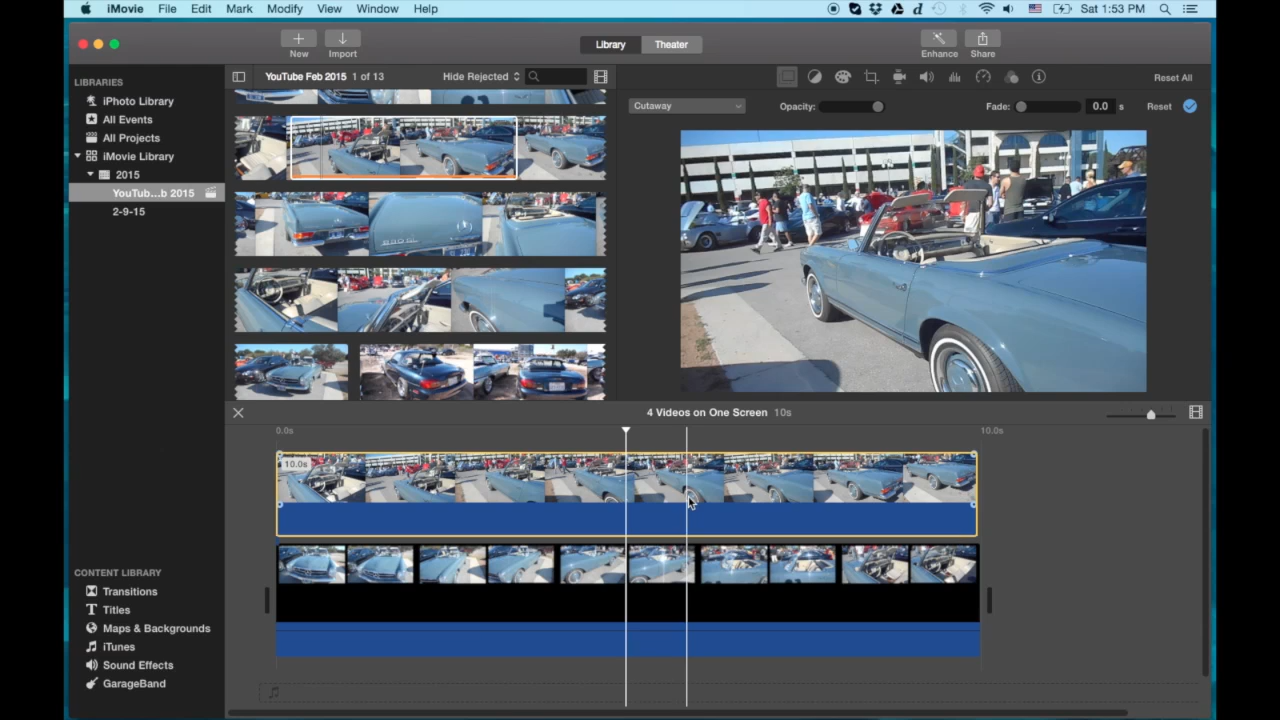 iMovie File Edit Mark Modify View Window Help
Sat 1:53 PM
New Import Library Theater Enhance Share
LIBRARIES
iPhoto Library
All Events
All Projects
iMovie Library
2015
YouTub...b 2015
2-9-15
YouTube Feb 2015 1 of 13 Hide Rejected
Reset All
Cutaway Opacity: Fade: 0.0 s Reset
4 Videos on One Screen 10s
0.0s 10.0s
10.0s
CONTENT LIBRARY
Transitions
T Titles
Maps & Backgrounds
iTunes
Sound Effects
GarageBand